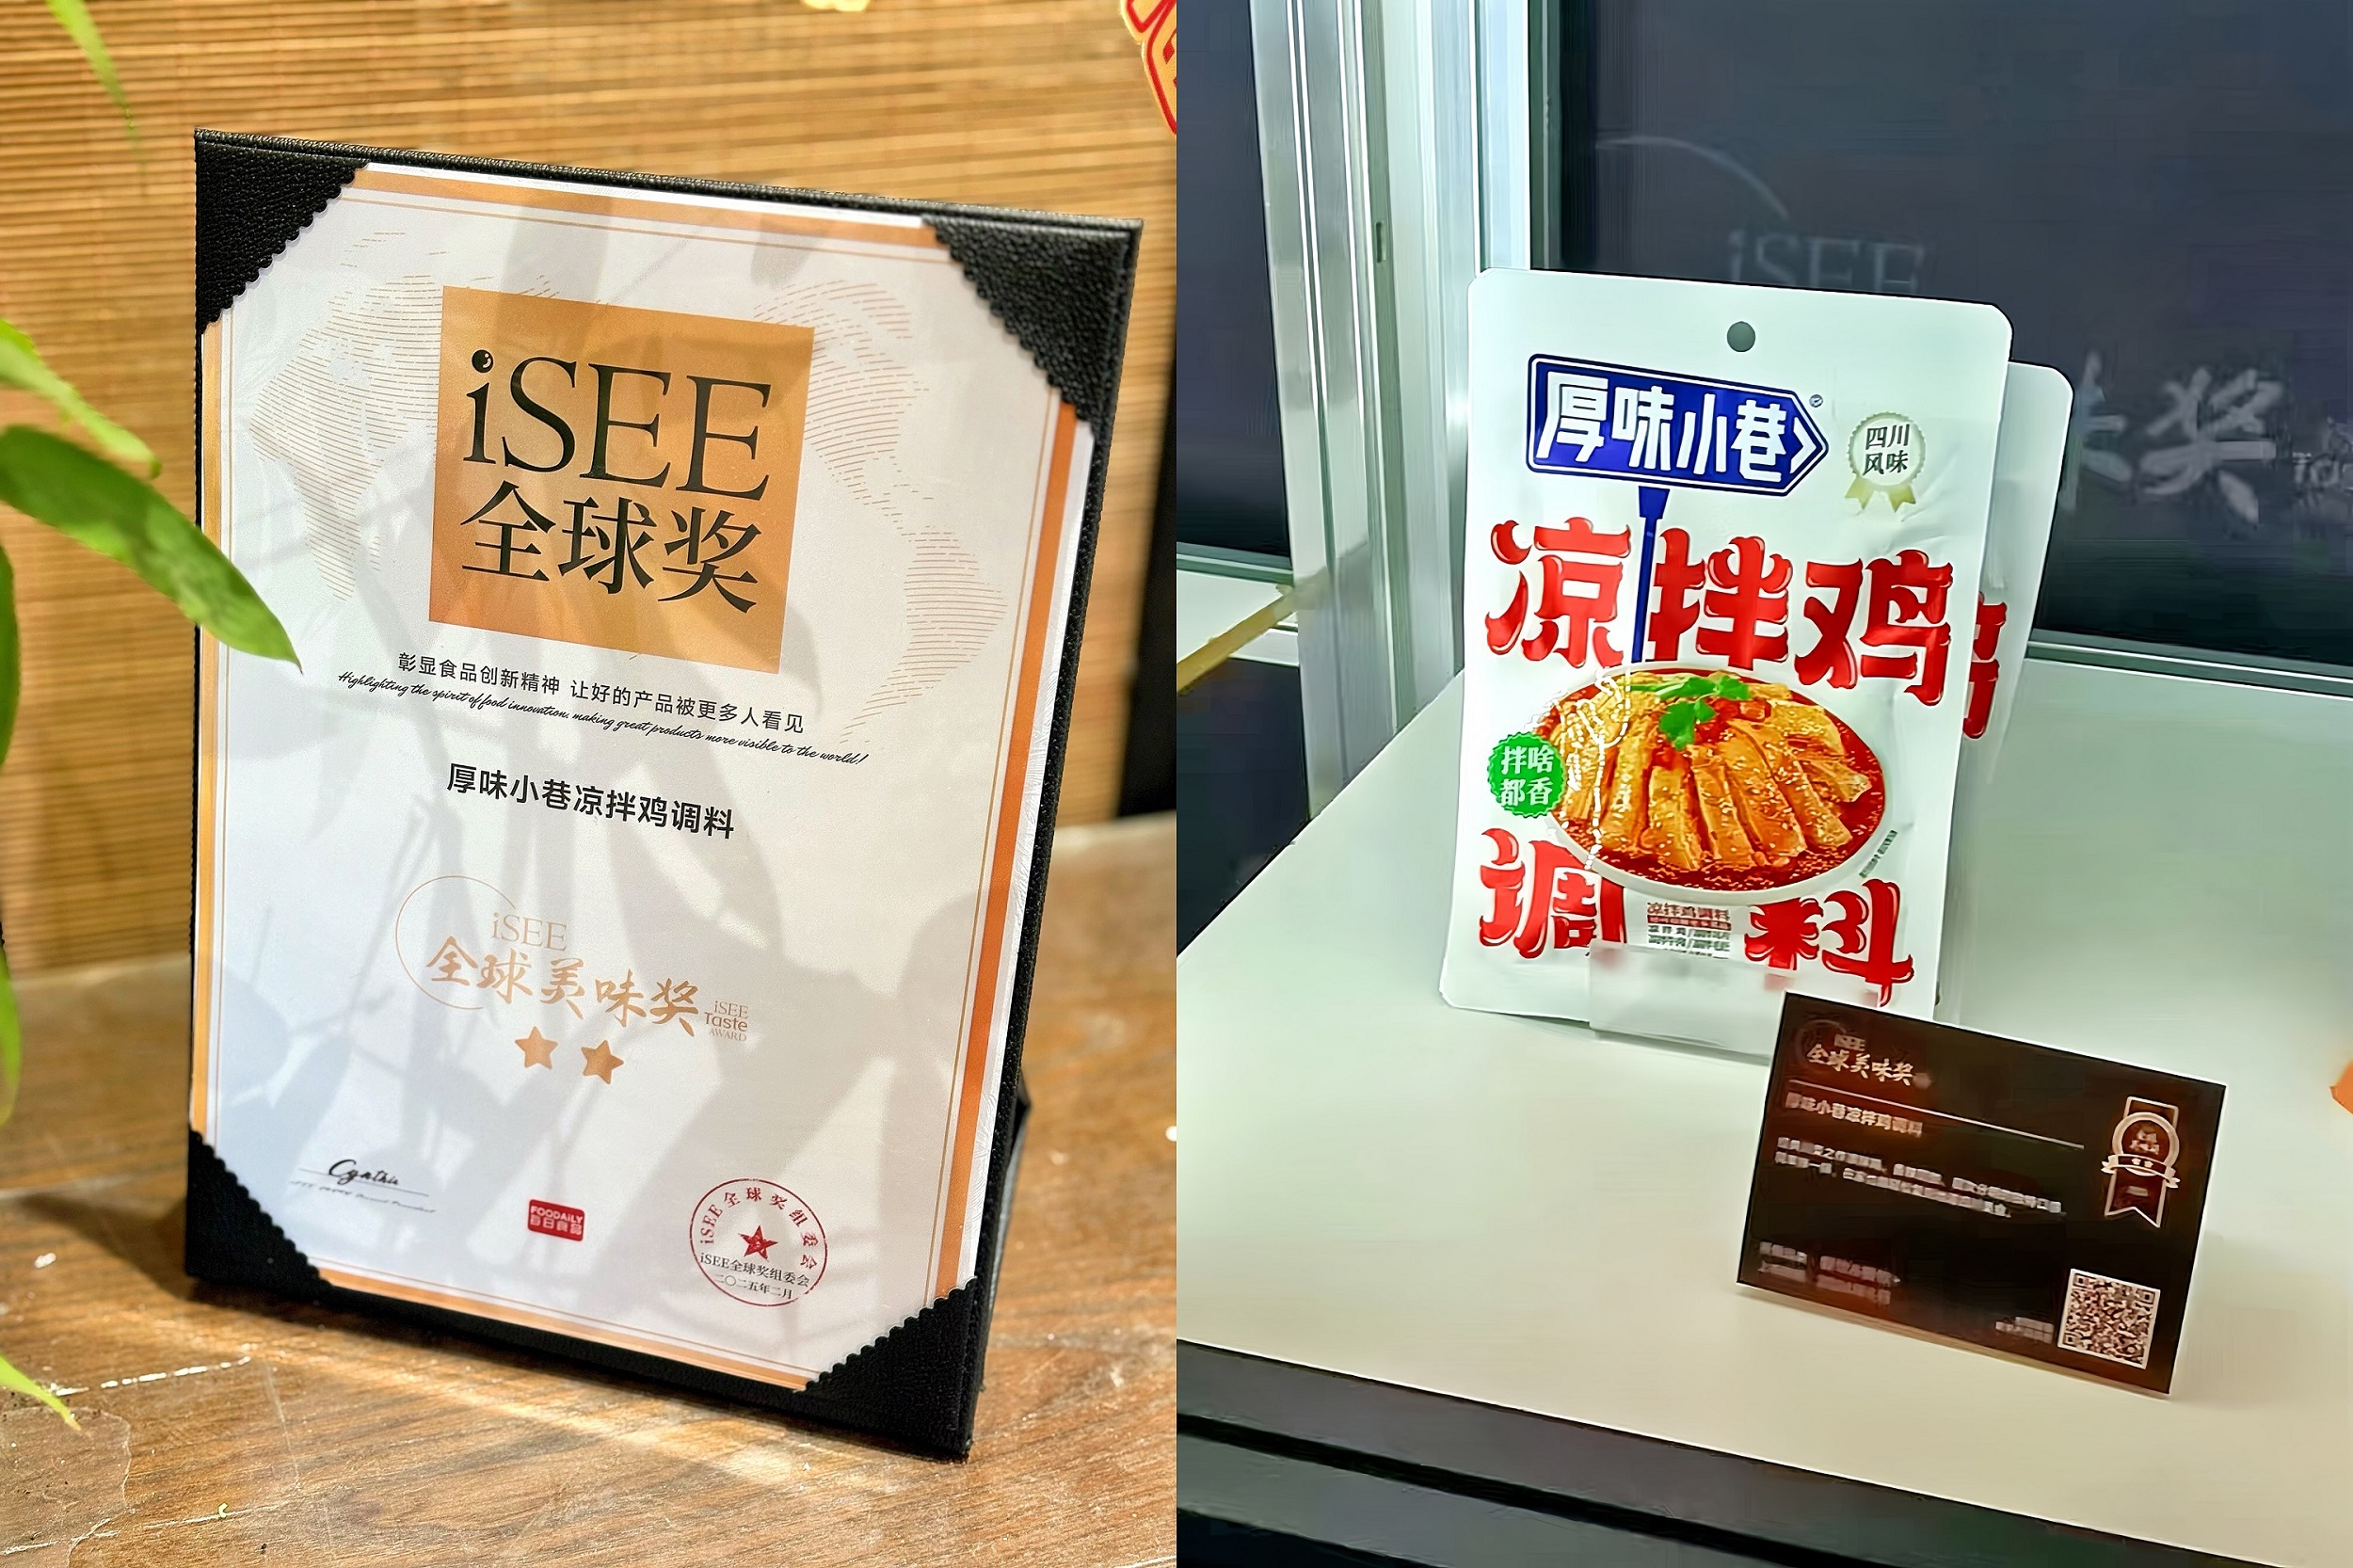 iSEE
全球奖
彰显食品创新精神 让好的产品被更多人看见
Highlighting the spirit of food innovation, making great products more visible to the world!
厚味小巷凉拌鸡调料
iSEE
全球美味奖
iSEE
Taste
AWARD
Cynthia
FOODAILY
每日食品
iSEE全球奖组委会
iSEE全球奖组委会
二〇二五年二月
iSEE
奖
厚味小巷
四川
风味
凉拌鸡
拌啥
都香
调料
凉拌鸡调料
iSEE
全球美味奖
厚味小巷凉拌鸡调料